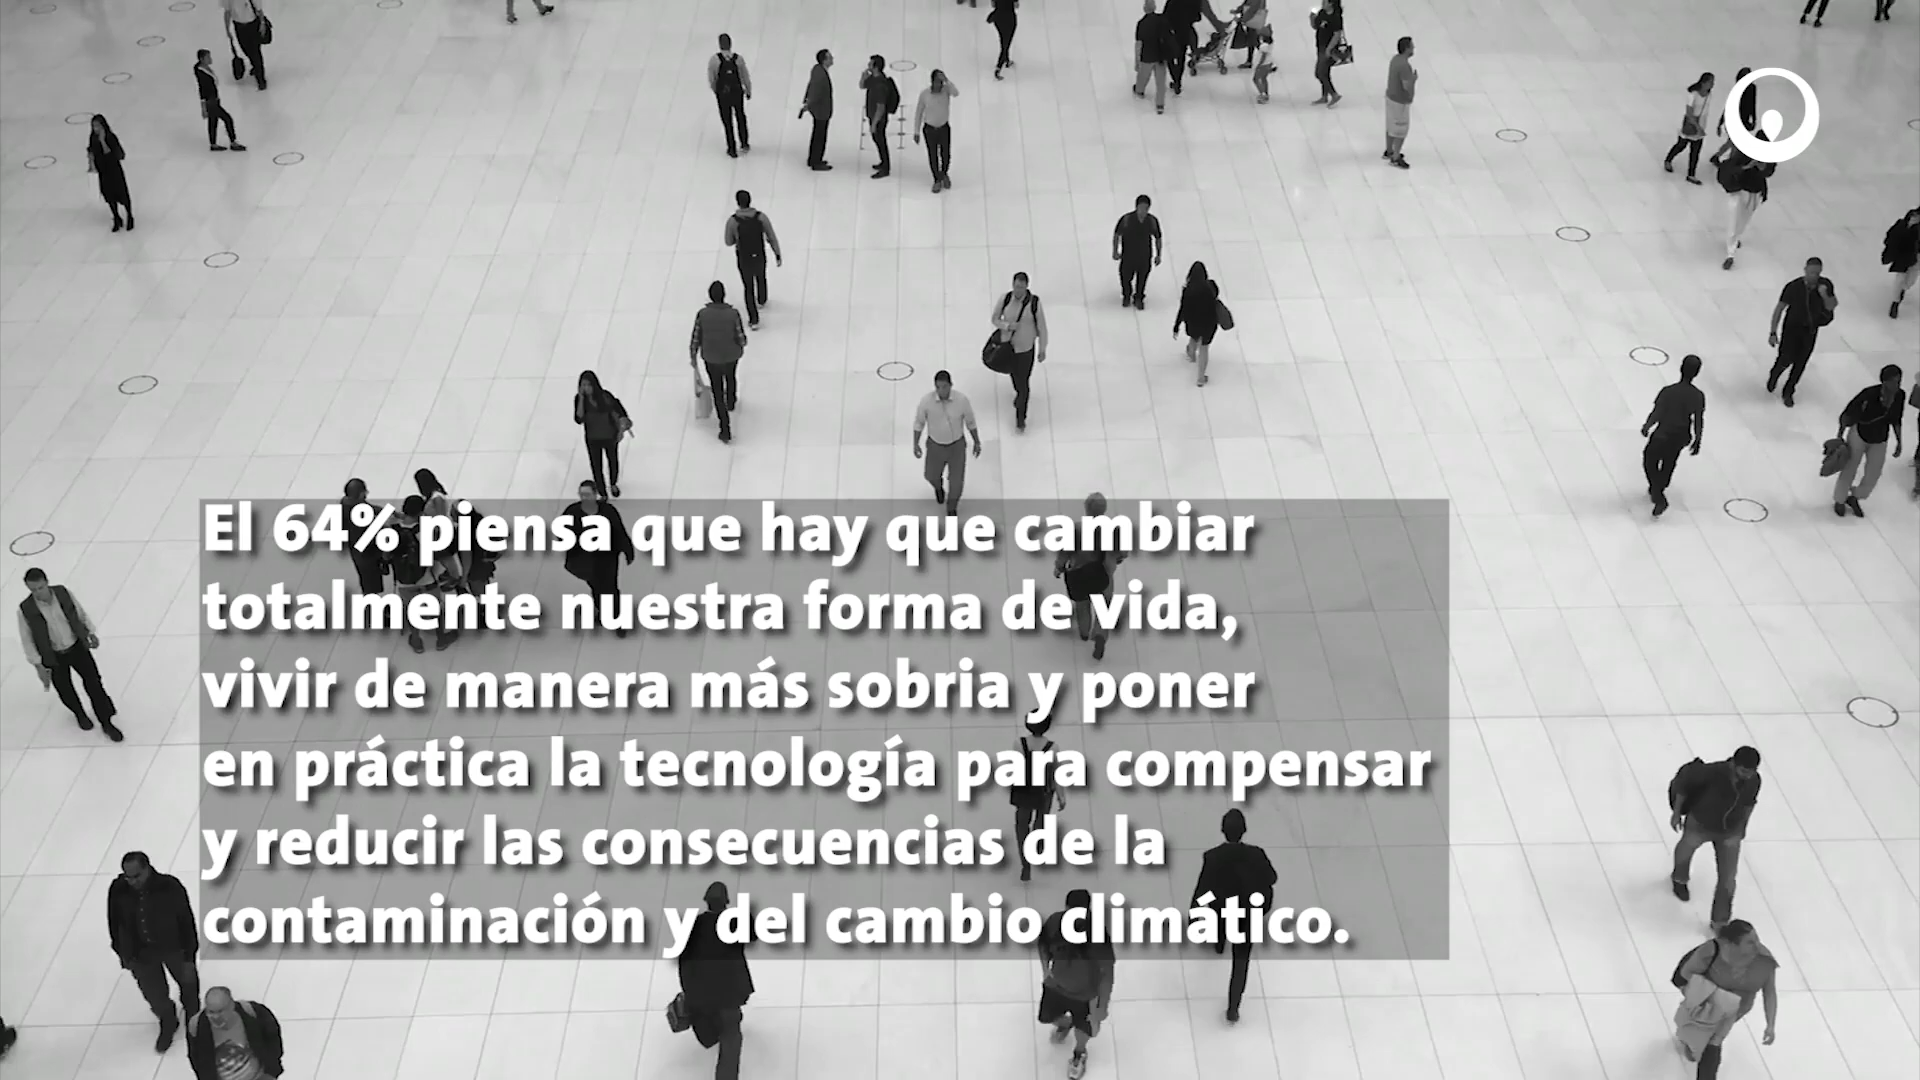 El 64% piensa que hay que cambiar
totalmente nuestra forma de vida,
vivir de manera más sobria y poner
en práctica la tecnología para compensar
y reducir las consecuencias de la
contaminación y del cambio climático.